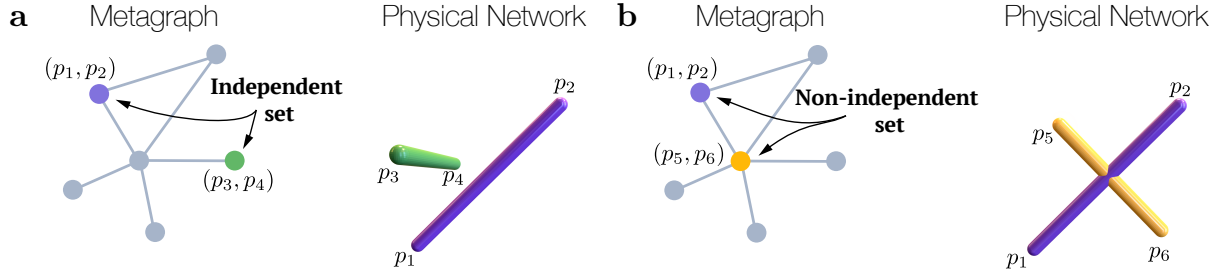 a
Metagraph
Physical Network
(p₁, p₂)
Independent
set
(p₃, p₄)
p₂
p₃
p₄
p₁
b
Metagraph
Physical Network
(p₁, p₂)
Non-independent
set
(p₅, p₆)
p₂
p₅
p₁
p₆